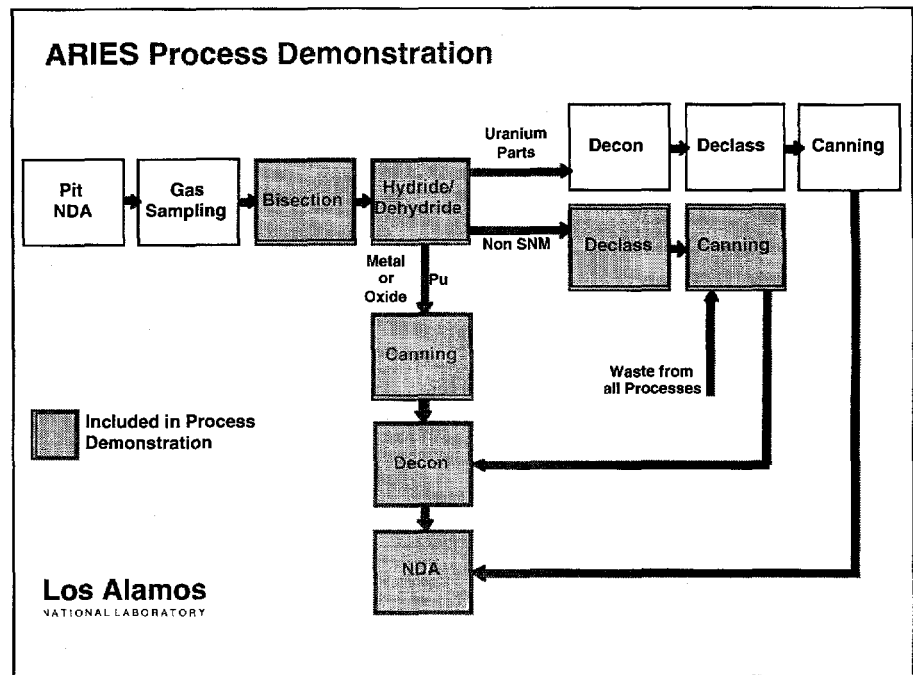 ARIES Process Demonstration
Pit
NDA
Gas
Sampling
Bisection
Hydride/
Dehydride
Uranium
Parts
Decon
Declass
Canning
Non SNM
Declass
Canning
Metal
or
Oxide
Pu
Canning
Waste from
all Processes
Included in Process
Demonstration
Decon
NDA
Los Alamos
NATIONAL LABORATORY